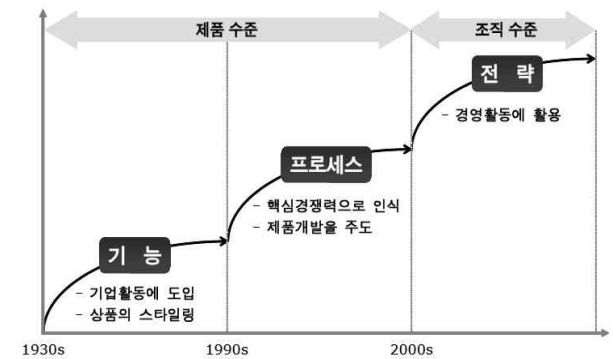 제품 수준
조직 수준
전 략
- 경영활동에 활용
프로세스
- 핵심경쟁력으로 인식
- 제품개발을 주도
기 능
- 기업활동에 도입
- 상품의 스타일링
1930s
1990s
2000s